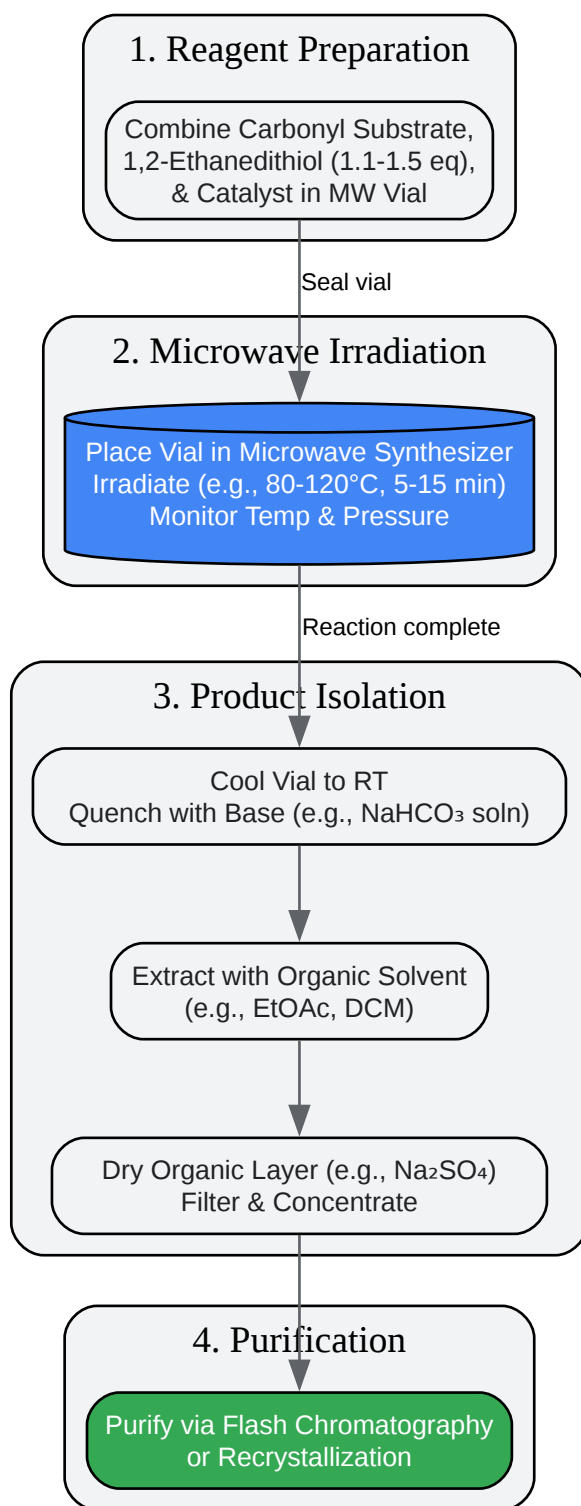 1. Reagent Preparation
Combine Carbonyl Substrate,
1,2-Ethanedithiol (1.1-1.5 eq),
& Catalyst in MW Vial
Seal vial
2. Microwave Irradiation
Place Vial in Microwave Synthesizer
Irradiate (e.g., 80-120°C, 5-15 min)
Monitor Temp & Pressure
Reaction complete
3. Product Isolation
Cool Vial to RT
Quench with Base (e.g., NaHCO₃ soln)
Extract with Organic Solvent
(e.g., EtOAc, DCM)
Dry Organic Layer (e.g., Na₂SO₄)
Filter & Concentrate
4. Purification
Purify via Flash Chromatography
or Recrystallization